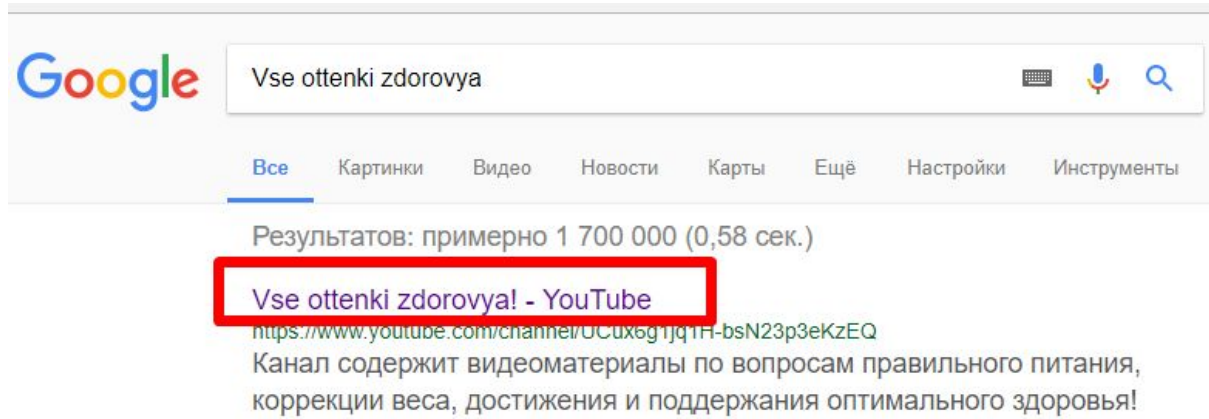 Google Vse ottenki zdorovya
Все Картинки Видео Новости Карты Ещё Настройки Инструменты
Результатов: примерно 1 700 000 (0,58 сек.)
Vse ottenki zdorovya! - YouTube
https://www.youtube.com/channel/UCux6g1jq1H-bsN23p3eKzEQ
Канал содержит видеоматериалы по вопросам правильного питания,
коррекции веса, достижения и поддержания оптимального здоровья!